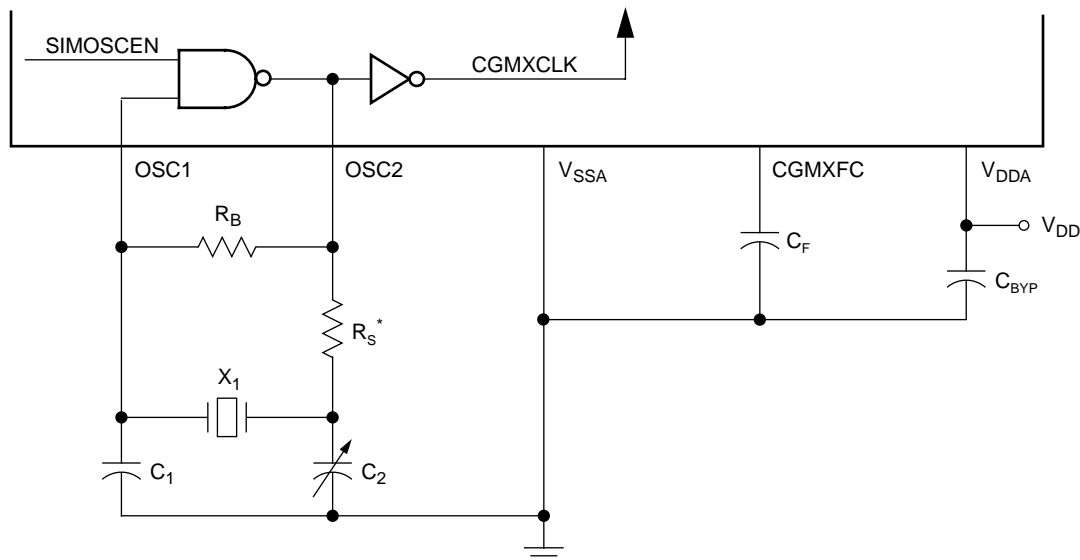 SIMOSCEN
CGMXCLK
OSC1
OSC2
VSSA
CGMXFC
VDDA
RB
CF
VDD
CBYP
RS*
X1
C1
C2